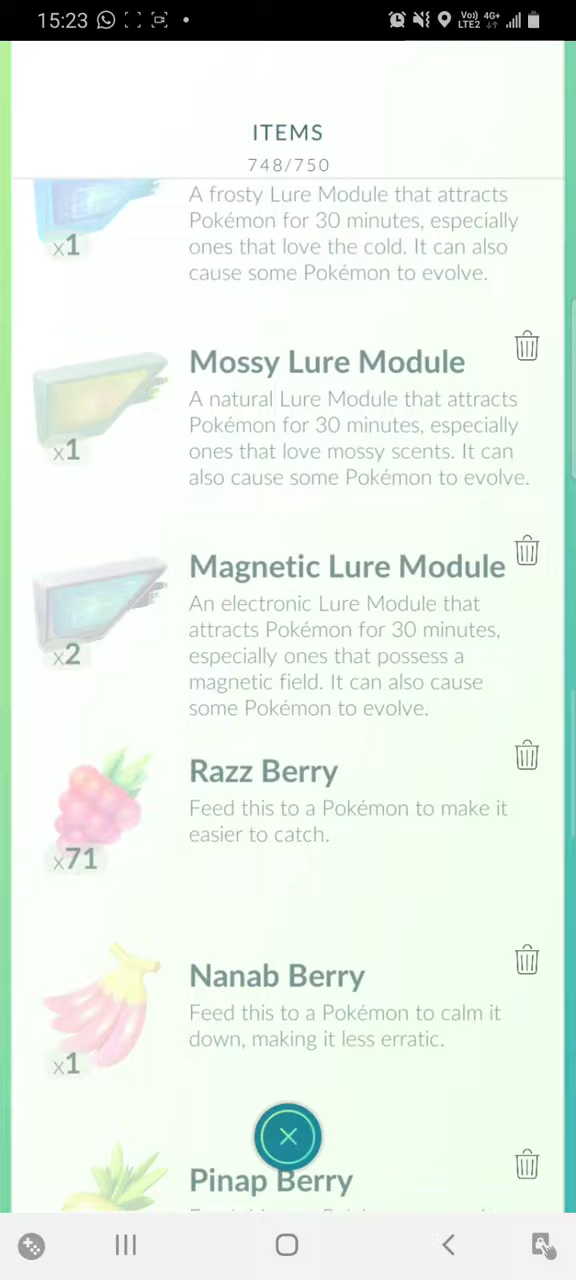 15:23
Vo))
LTE2
4G+
ITEMS
748/750
A frosty Lure Module that attracts
Pokémon for 30 minutes, especially
ones that love the cold. It can also
cause some Pokémon to evolve.
x1
Mossy Lure Module
A natural Lure Module that attracts
Pokémon for 30 minutes, especially
ones that love mossy scents. It can
also cause some Pokémon to evolve.
x1
Magnetic Lure Module
An electronic Lure Module that
attracts Pokémon for 30 minutes,
especially ones that possess a
magnetic field. It can also cause
some Pokémon to evolve.
x2
Razz Berry
Feed this to a Pokémon to make it
easier to catch.
x71
Nanab Berry
Feed this to a Pokémon to calm it
down, making it less erratic.
x1
Pinap Berry